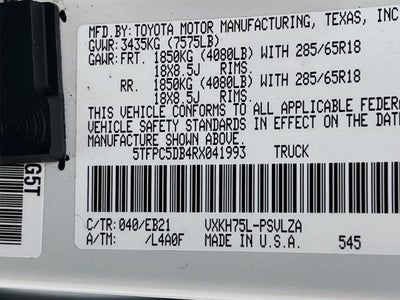 MFD.BY: TOYOTA MOTOR MANUFACTURING, TEXAS, INC
GVWR: 3435KG (7575LB)
GAWR: FRT. 1850KG (4080LB) WITH 285/65R18
18X8.5J RIMS.
RR. 1850KG (4080LB) WITH 285/65R18
18X8.5J RIMS.
THIS VEHICLE CONFORMS TO ALL APPLICABLE FEDERA
VEHICLE SAFETY STANDARDS IN EFFECT ON THE DATE
MANUFACTURE SHOWN ABOVE.
5TFPC5DB4RX041993 TRUCK
C/TR: 040/EB21 VXKH75L-PSVLZA
A/TM: /L4A0F MADE IN U.S.A. 545
G5T